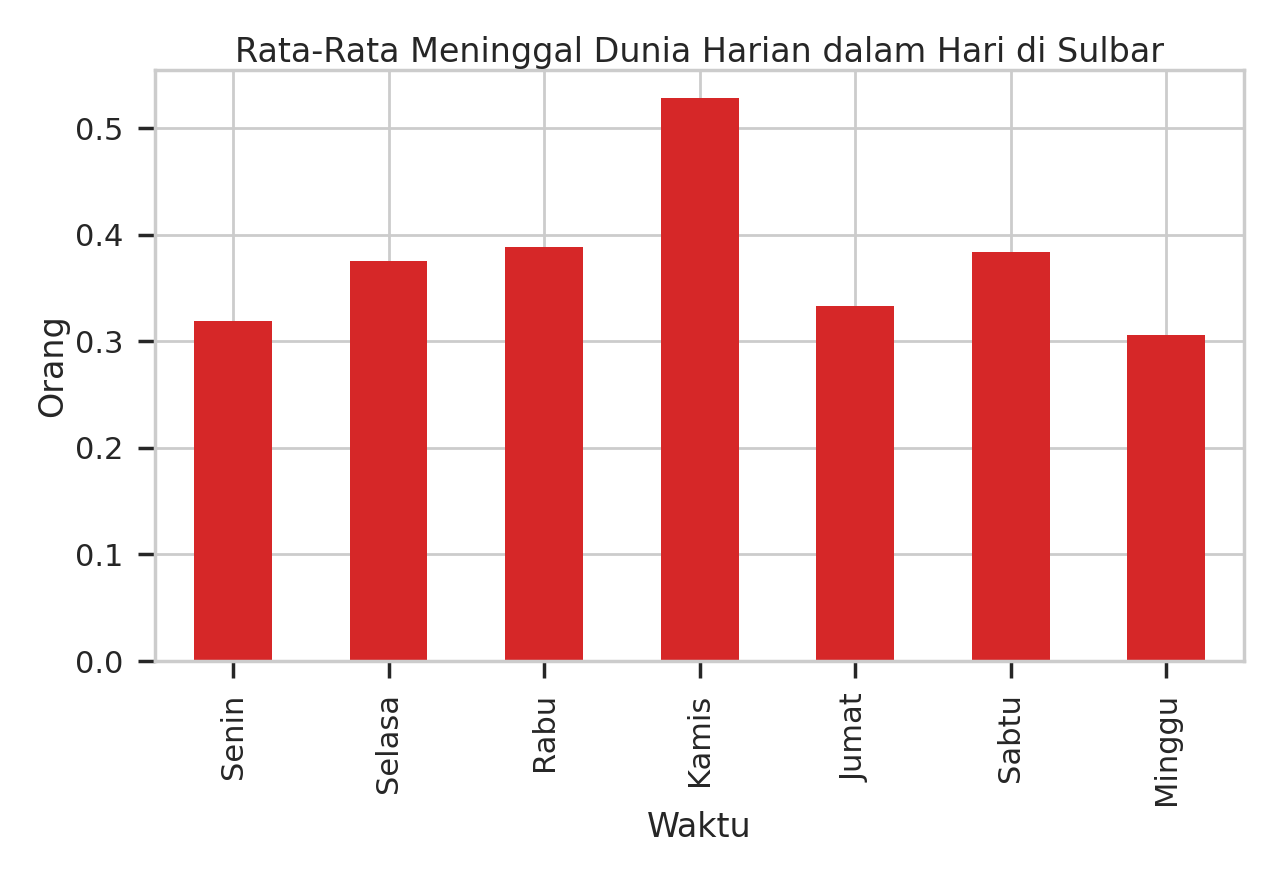 Rata-Rata Meninggal Dunia Harian dalam Hari di Sulbar
Orang
0.5
0.4
0.3
0.2
0.1
0.0
Senin
Selasa
Rabu
Kamis
Jumat
Sabtu
Minggu
Waktu